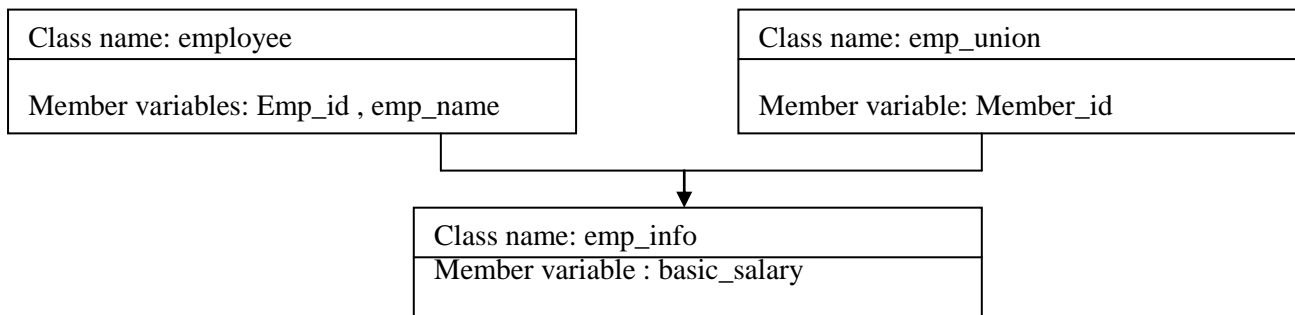 Class name: employee
Member variables: Emp_id , emp_name
Class name: emp_union
Member variable: Member_id
Class name: emp_info
Member variable : basic_salary